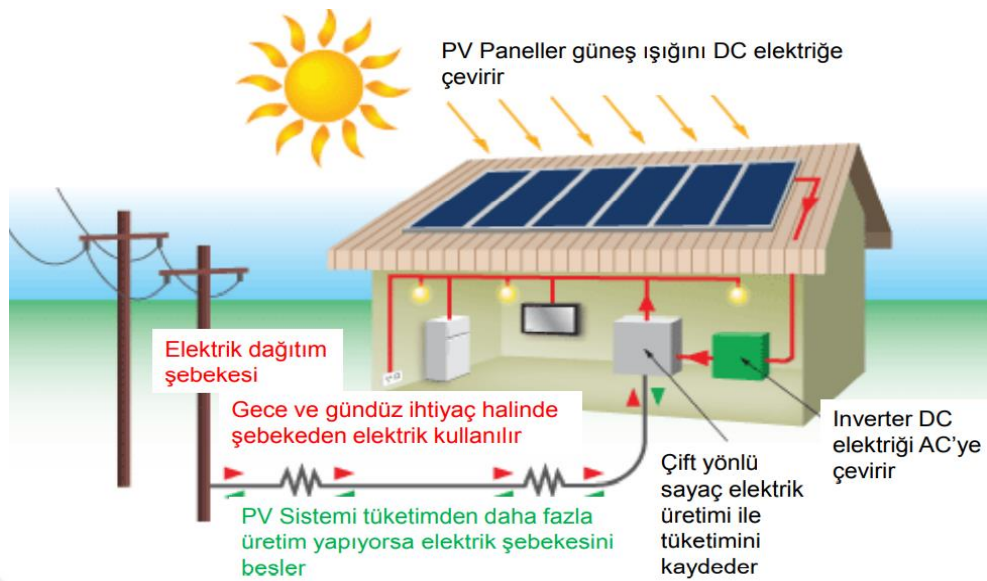 PV Paneller güneş ışığını DC elektriğe
çevirir
Elektrik dağıtım
şebekesi
Gece ve gündüz ihtiyaç halinde
şebekeden elektrik kullanılır
PV Sistemi tüketimden daha fazla
üretim yapıyorsa elektrik şebekesini
besler
Çift yönlü
sayaç elektrik
üretimi ile
tüketimini
kaydeder
Inverter DC
elektriği AC’ye
çevirir